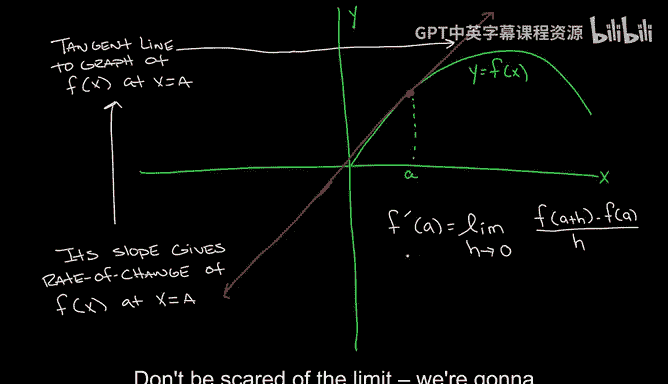 GPT中英字幕课程资源 bilibili
Y
TANGENT LINE
TO GRAPH OF
f(x) at X=A
y=f(x)
a
X
f'(a) = lim f(a+h)-f(a)
h→0 h
ITS SLOPE GIVES
RATE-OF-CHANGE OF
f(x) at X=A
Don't be scared of the limit – we're gonna